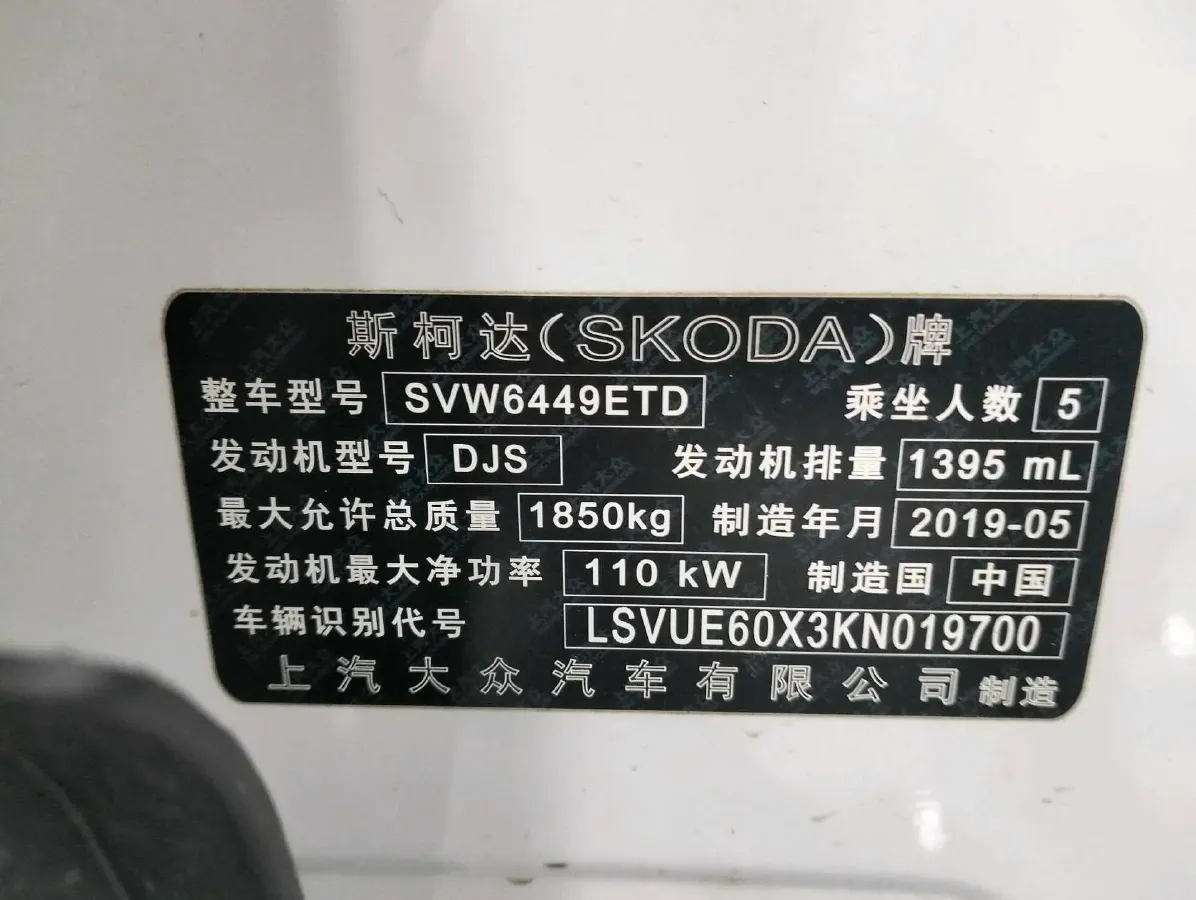 斯柯达(SKODA)牌
整车型号 SVW6449ETD 乘坐人数 5
发动机型号 DJS 发动机排量 1395 mL
最大允许总质量 1850kg 制造年月 2019-05
发动机最大净功率 110 kW 制造国 中国
车辆识别代号 LSVUE60X3KN019700
上汽大众汽车有限公司 制造